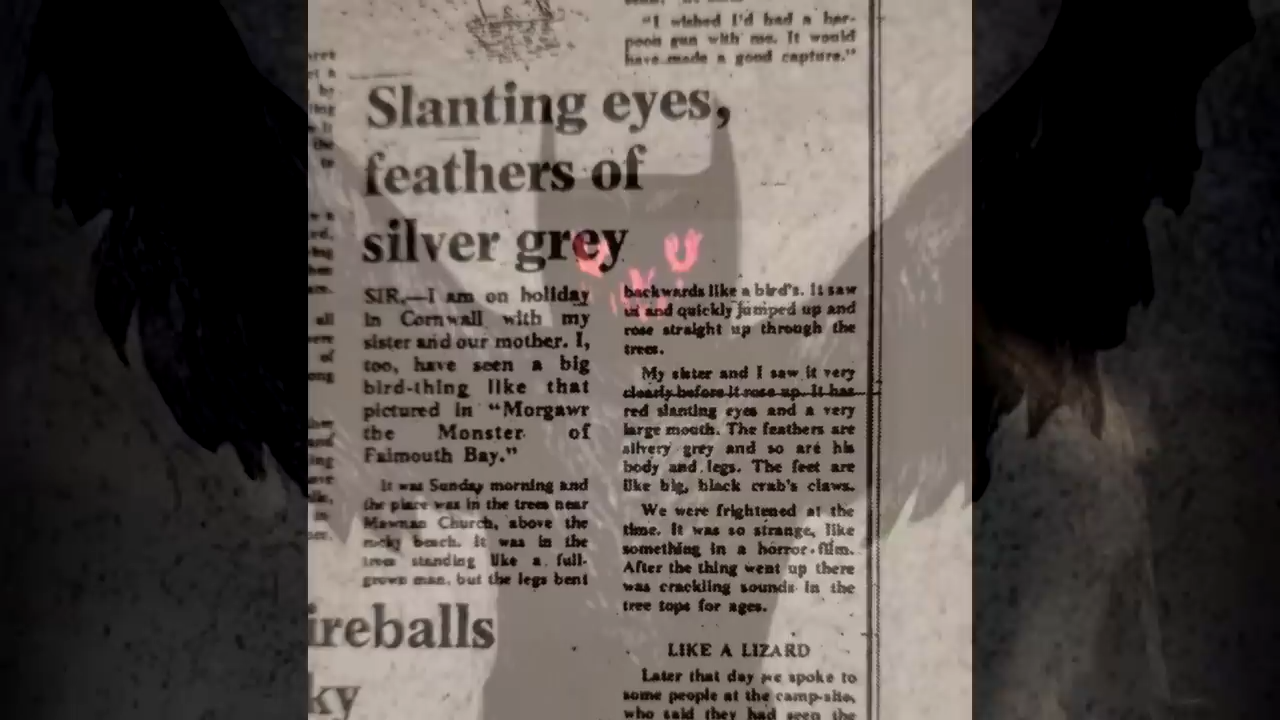 "I wished I'd had a har-
poon gun with me. It would
have made a good capture."
Slanting eyes,
feathers of
silver grey
SIR,—I am on holiday
in Cornwall with my
sister and our mother. I,
too, have seen a big
bird-thing like that
pictured in "Morgawr
the Monster of
Falmouth Bay."
It was Sunday morning and
the place was in the trees near
Mawnan Church, above the
rocky beach. It was in the
trees standing like a full-
grown man, but the legs bent
backwards like a bird's. It saw
us and quickly jumped up and
rose straight up through the
trees.
My sister and I saw it very
clearly before it rose up. It has
red slanting eyes and a very
large mouth. The feathers are
silvery grey and so are his
body and legs. The feet are
like big, black crab's claws.
We were frightened at the
time. It was so strange, like
something in a horror film.
After the thing went up there
was crackling sounds in the
tree tops for ages.
LIKE A LIZARD
Later that day we spoke to
some people at the camp-site,
who said they had seen the
ireballs
ky